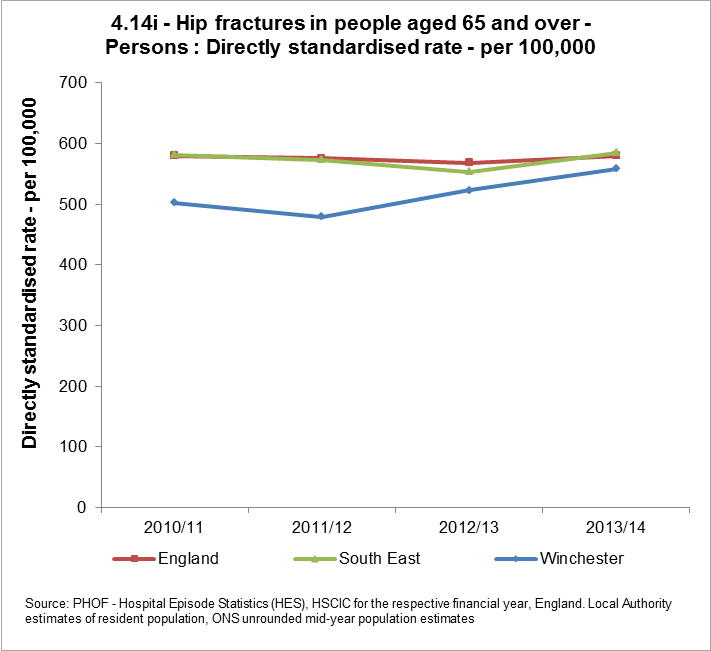 4.14i - Hip fractures in people aged 65 and over -
Persons : Directly standardised rate - per 100,000
Directly standardised rate - per 100,000
700
600
500
400
300
200
100
0
2010/11 2011/12 2012/13 2013/14
England South East Winchester
Source: PHOF - Hospital Episode Statistics (HES), HSCIC for the respective financial year, England. Local Authority
estimates of resident population, ONS unrounded mid-year population estimates